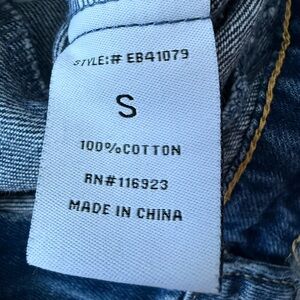 STYLE:# EB41079
S
100%COTTON
RN#116923
MADE IN CHINA